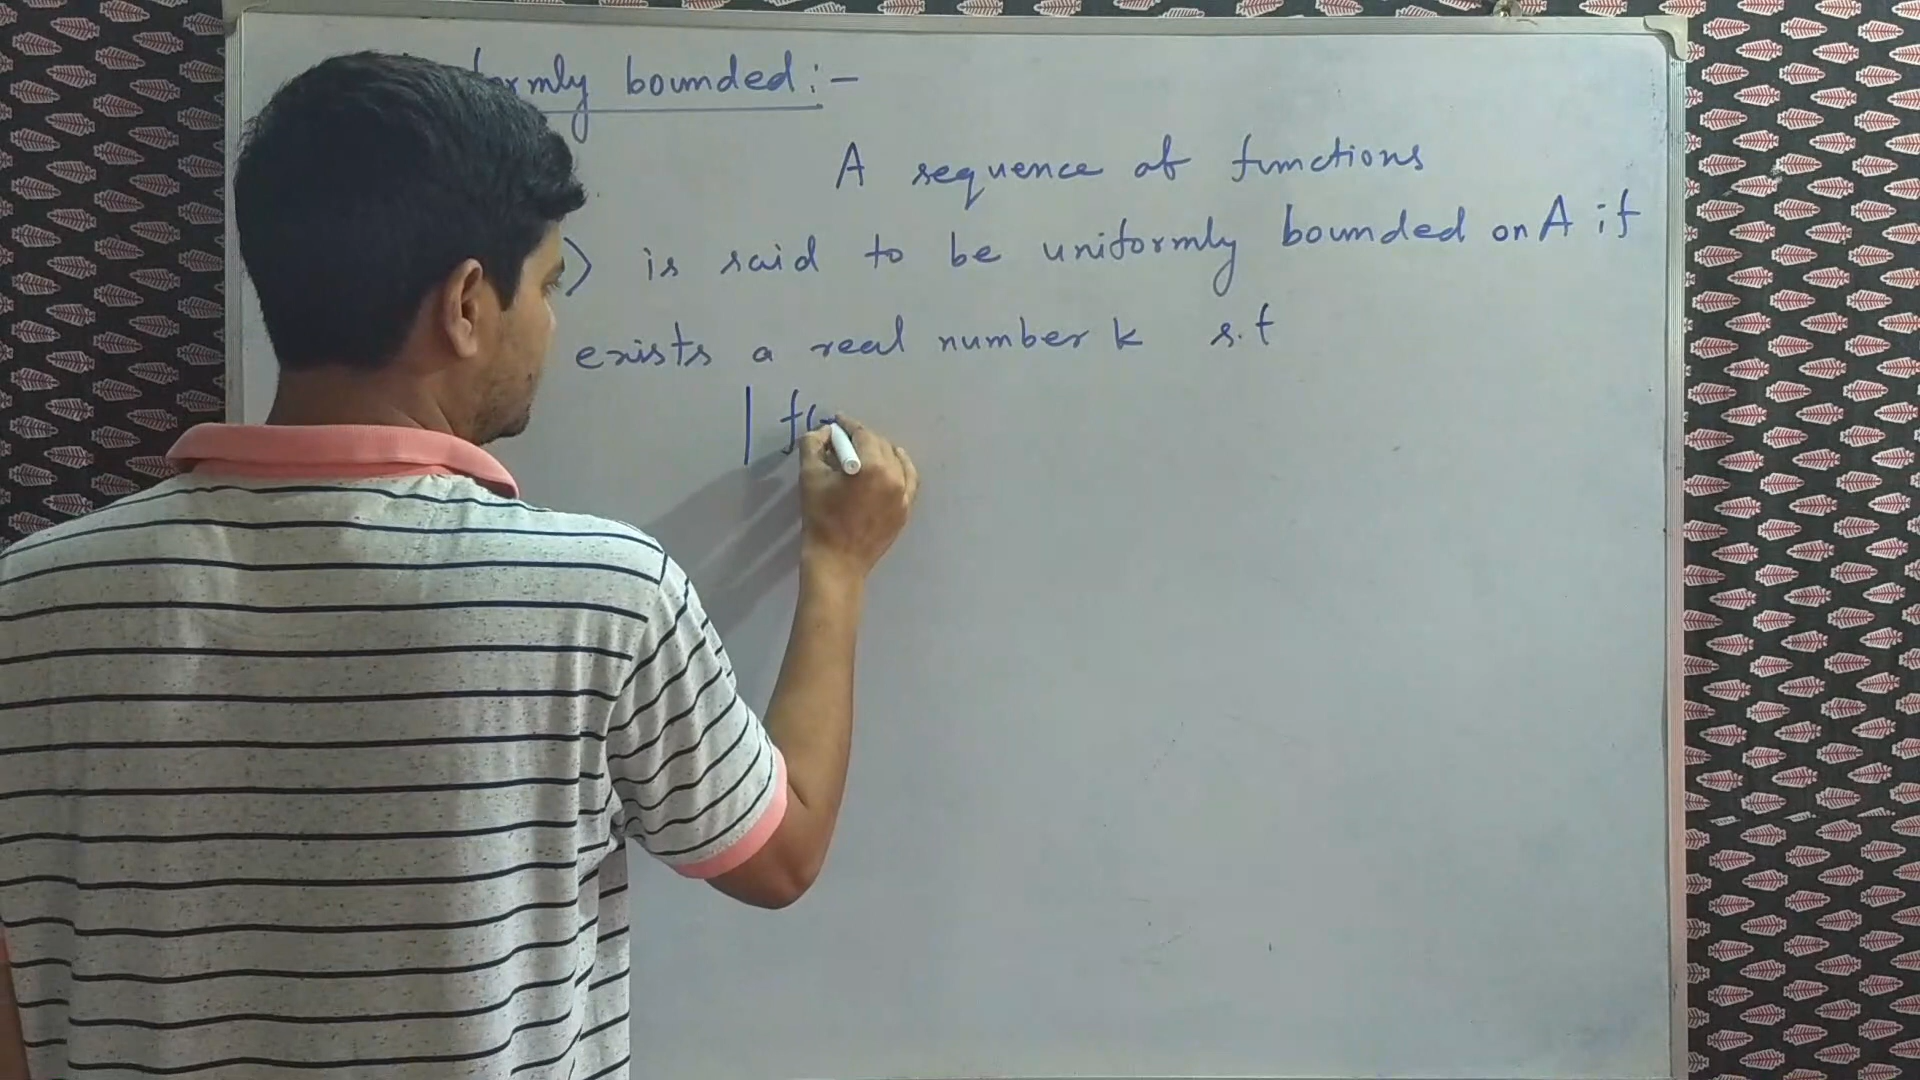 bounded :-
A sequence of functions
is said to be uniformly bounded on A if
exists a real number k s.t
| f(x